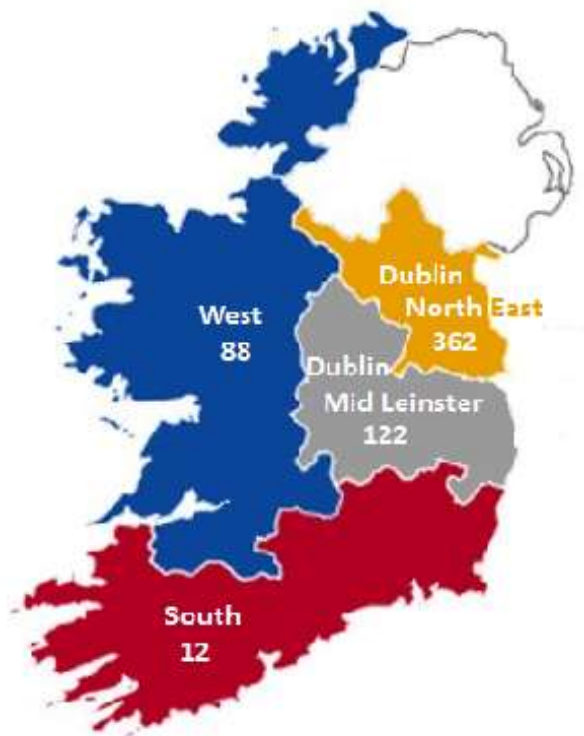 Dublin
North East
362
West
88
Dublin
Mid Leinster
122
South
12